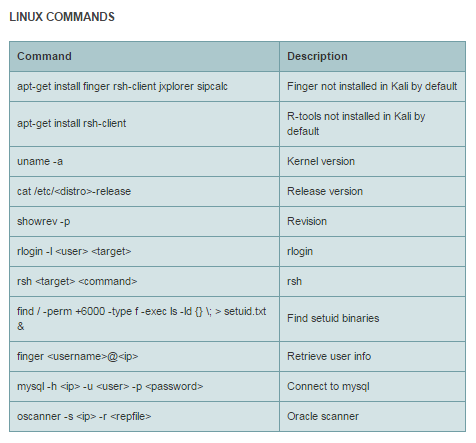 LINUX COMMANDS
Command Description
apt-get install finger rsh-client jxplorer sipcalc Finger not installed in Kali by default
apt-get install rsh-client R-tools not installed in Kali by
default
uname -a Kernel version
cat /etc/<distro>-release Release version
showrev -p Revision
rlogin -l <user> <target> rlogin
rsh <target> <command> rsh
find / -perm +6000 -type f -exec ls -ld {} \; > setuid.txt
& Find setuid binaries
finger <username>@<ip> Retrieve user info
mysql -h <ip> -u <user> -p <password> Connect to mysql
oscanner -s <ip> -r <repfile> Oracle scanner